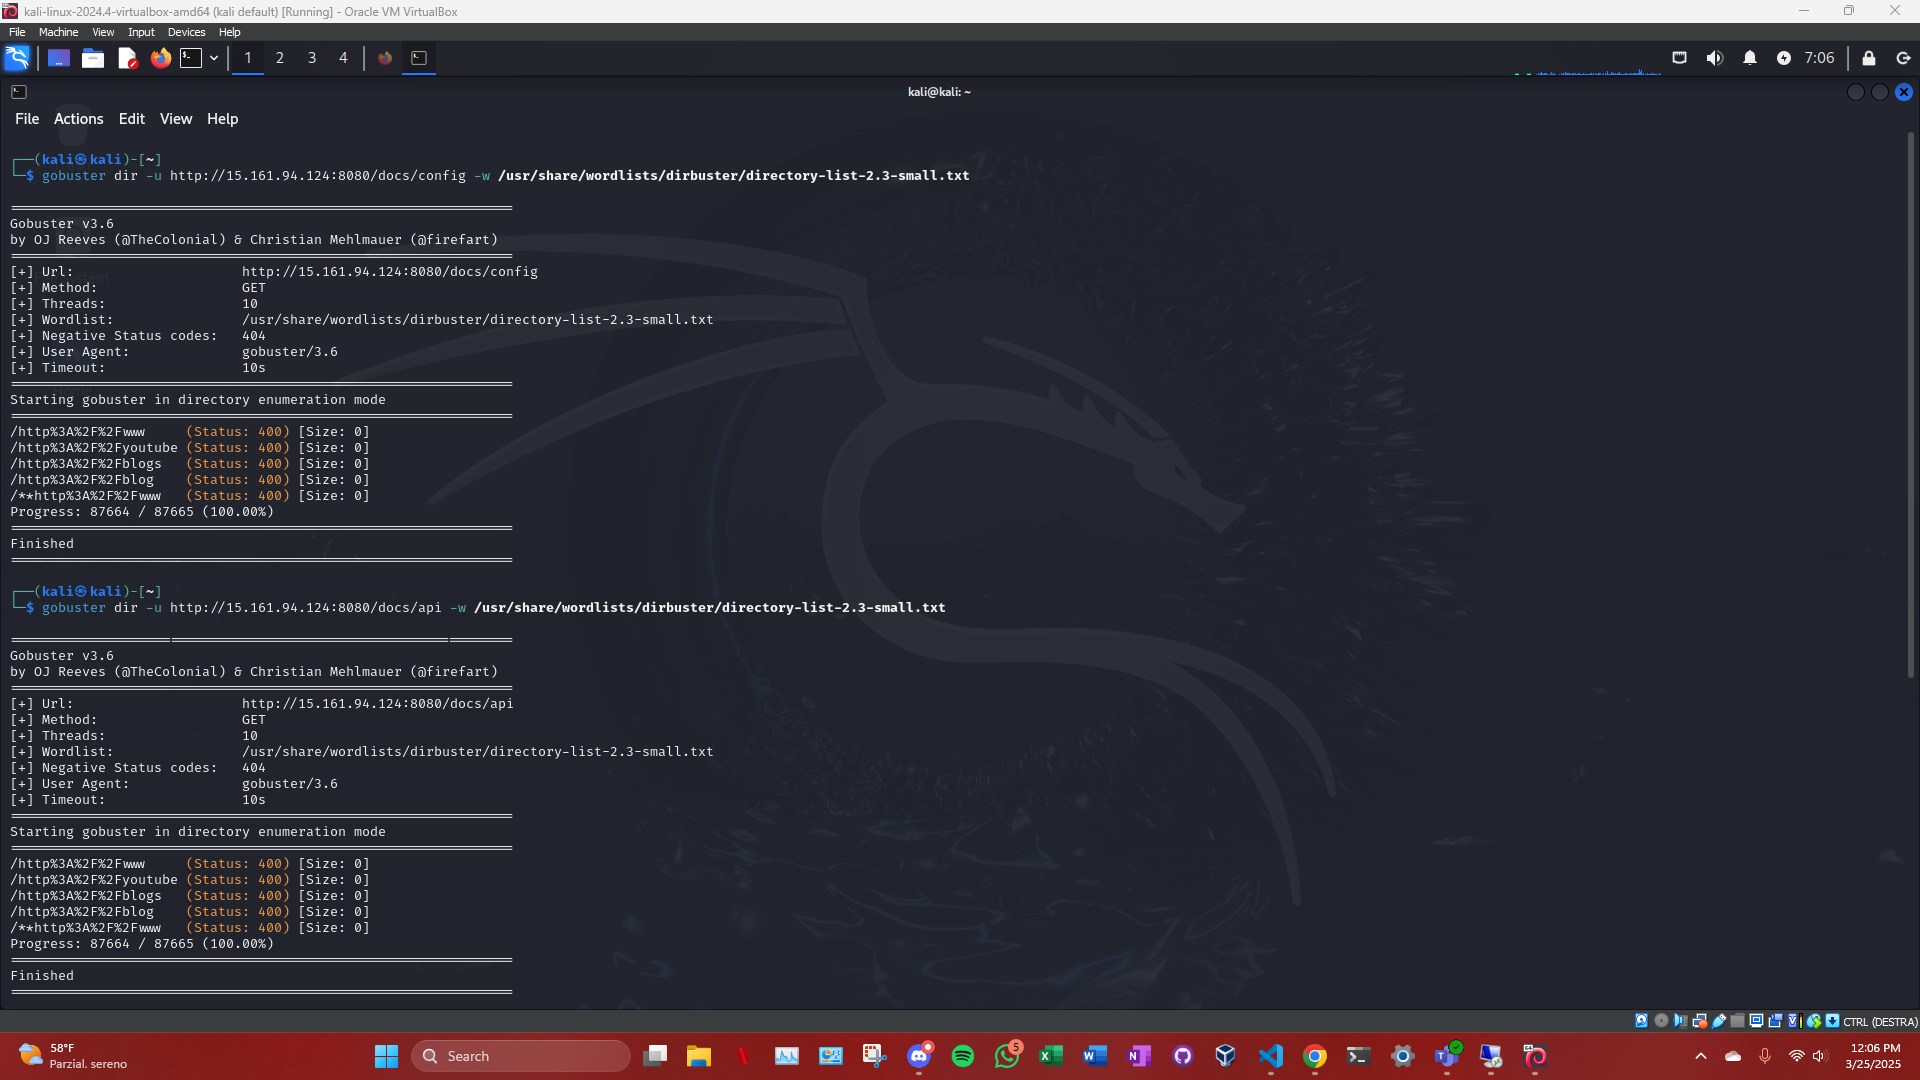 kali-linux-2024.4-virtualbox-amd64 (kali default) [Running] - Oracle VM VirtualBox
File Machine View Input Devices Help
1 2 3 4 7:06
kali@kali: ~
File Actions Edit View Help
┌──(kali㉿kali)-[~]
└─$ gobuster dir -u http://15.161.94.124:8080/docs/config -w /usr/share/wordlists/dirbuster/directory-list-2.3-small.txt
===============================================================
Gobuster v3.6
by OJ Reeves (@TheColonial) & Christian Mehlmauer (@firefart)
===============================================================
[+] Url:                     http://15.161.94.124:8080/docs/config
[+] Method:                  GET
[+] Threads:                 10
[+] Wordlist:                /usr/share/wordlists/dirbuster/directory-list-2.3-small.txt
[+] Negative Status codes:   404
[+] User Agent:              gobuster/3.6
[+] Timeout:                 10s
===============================================================
Starting gobuster in directory enumeration mode
===============================================================
/http%3A%2F%2Fwww     (Status: 400) [Size: 0]
/http%3A%2F%2Fyoutube (Status: 400) [Size: 0]
/http%3A%2F%2Fblogs   (Status: 400) [Size: 0]
/http%3A%2F%2Fblog    (Status: 400) [Size: 0]
/**http%3A%2F%2Fwww   (Status: 400) [Size: 0]
Progress: 87664 / 87665 (100.00%)
===============================================================
Finished
===============================================================
┌──(kali㉿kali)-[~]
└─$ gobuster dir -u http://15.161.94.124:8080/docs/api -w /usr/share/wordlists/dirbuster/directory-list-2.3-small.txt
===============================================================
Gobuster v3.6
by OJ Reeves (@TheColonial) & Christian Mehlmauer (@firefart)
===============================================================
[+] Url:                     http://15.161.94.124:8080/docs/api
[+] Method:                  GET
[+] Threads:                 10
[+] Wordlist:                /usr/share/wordlists/dirbuster/directory-list-2.3-small.txt
[+] Negative Status codes:   404
[+] User Agent:              gobuster/3.6
[+] Timeout:                 10s
===============================================================
Starting gobuster in directory enumeration mode
===============================================================
/http%3A%2F%2Fwww     (Status: 400) [Size: 0]
/http%3A%2F%2Fyoutube (Status: 400) [Size: 0]
/http%3A%2F%2Fblogs   (Status: 400) [Size: 0]
/http%3A%2F%2Fblog    (Status: 400) [Size: 0]
/**http%3A%2F%2Fwww   (Status: 400) [Size: 0]
Progress: 87664 / 87665 (100.00%)
===============================================================
Finished
===============================================================
CTRL (DESTRA)
58°F
Parzial. sereno
Search
5
12:06 PM
3/25/2025